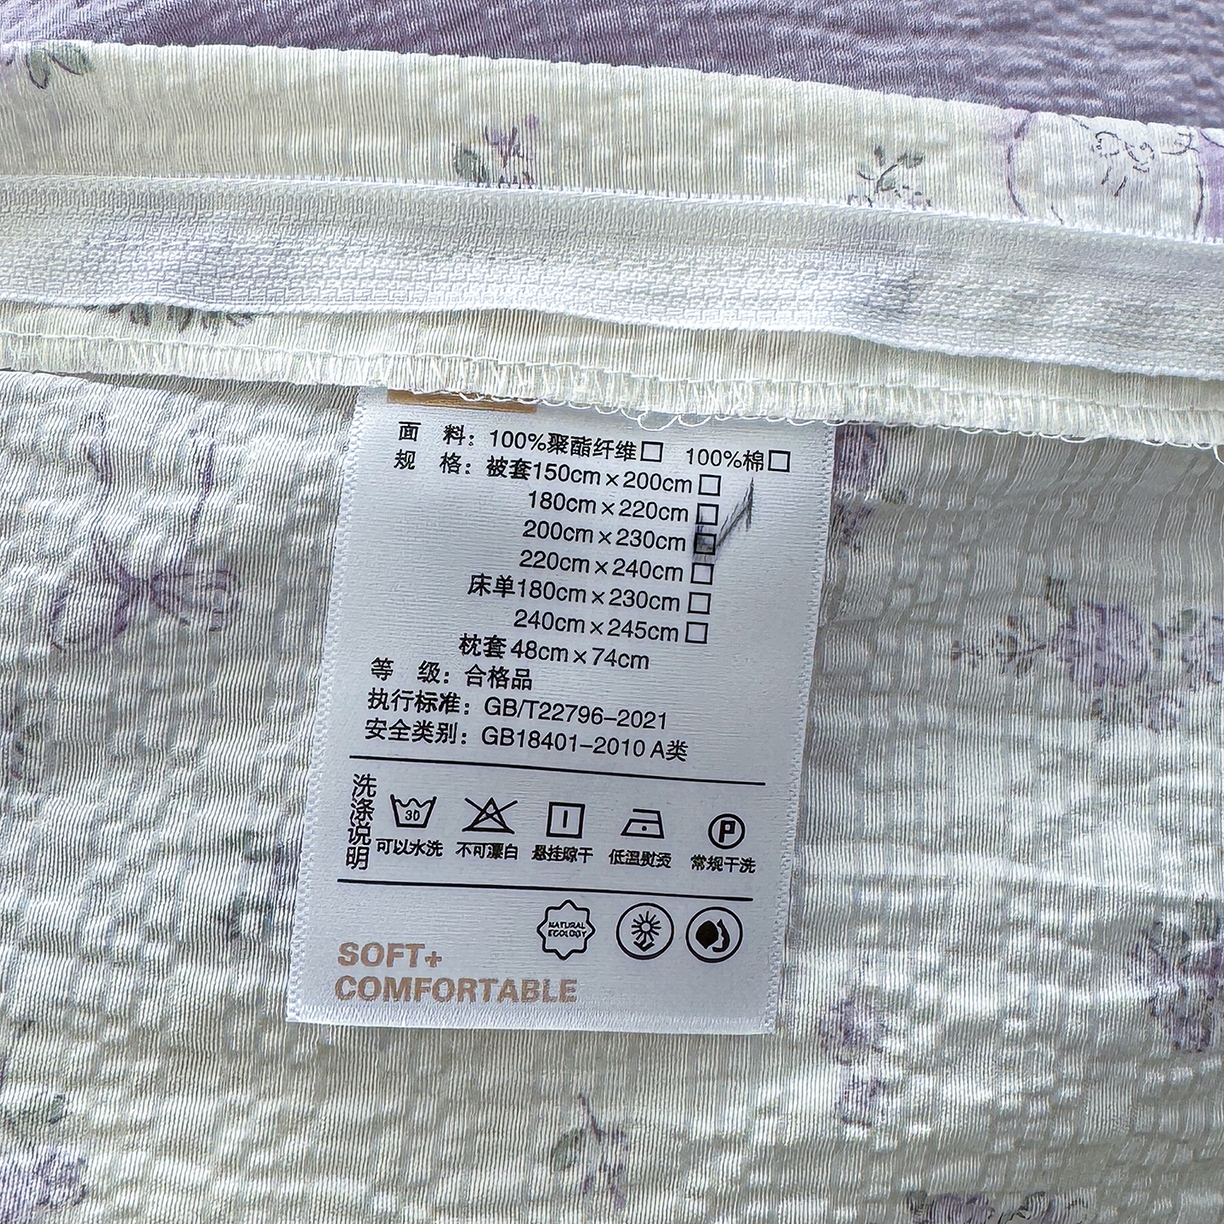 面 料：100%聚酯纤维□ 100%棉□
规 格：被套150cm×200cm□
180cm×220cm□
200cm×230cm☑
220cm×240cm□
床单180cm×230cm□
240cm×245cm□
枕套48cm×74cm
等 级：合格品
执行标准：GB/T22796-2021
安全类别：GB18401-2010 A类
洗涤说明
30
P
可以水洗 不可漂白 悬挂晾干 低温熨烫 常规干洗
NATURAL
ECOLOGY
SOFT+
COMFORTABLE